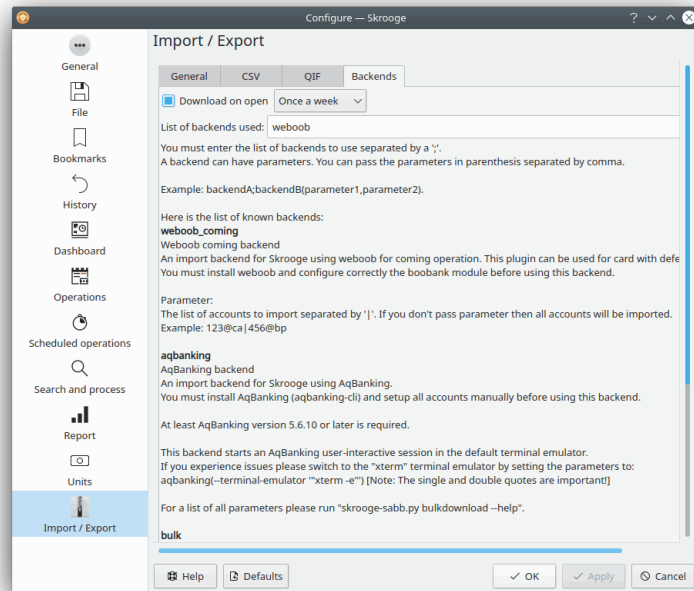 Configure — Skrooge
Import / Export
General
File
Bookmarks
History
Dashboard
Operations
Scheduled operations
Search and process
Report
Units
Import / Export
General CSV QIF Backends
Download on open Once a week
List of backends used: weboob
You must enter the list of backends to use separated by a ';'.
A backend can have parameters. You can pass the parameters in parenthesis separated by comma.
Example: backendA;backendB(parameter1,parameter2).
Here is the list of known backends:
weboob_coming
Weboob coming backend
An import backend for Skrooge using weboob for coming operation. This plugin can be used for card with defe
You must install weboob and configure correctly the boobank module before using this backend.
Parameter:
The list of accounts to import separated by '|'. If you don't pass parameter then all accounts will be imported.
Example: 123@ca|456@bp
aqbanking
AqBanking backend
An import backend for Skrooge using AqBanking.
You must install AqBanking (aqbanking-cli) and setup all accounts manually before using this backend.
At least AqBanking version 5.6.10 or later is required.
This backend starts an AqBanking user-interactive session in the default terminal emulator.
If you experience issues please switch to the "xterm" terminal emulator by setting the parameters to:
aqbanking(--terminal-emulator '"xterm -e"') [Note: The single and double quotes are important!]
For a list of all parameters please run "skrooge-sabb.py bulkdownload --help".
bulk
Help Defaults OK Apply Cancel